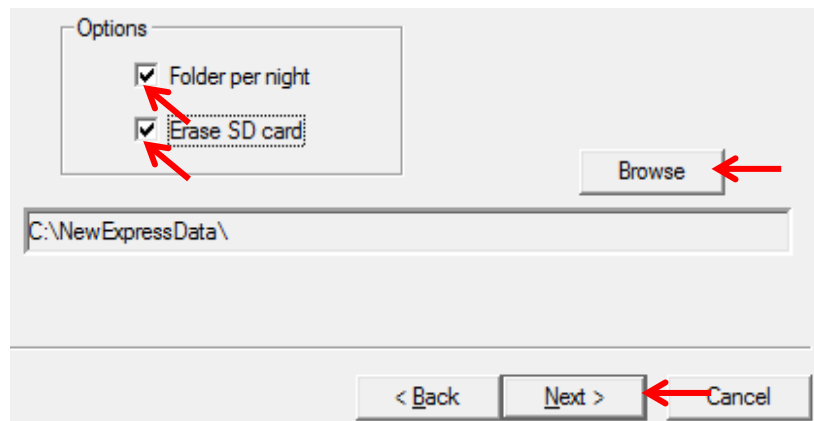 Options
Folder per night
Erase SD card
Browse
C:\NewExpressData\
< Back Next > Cancel